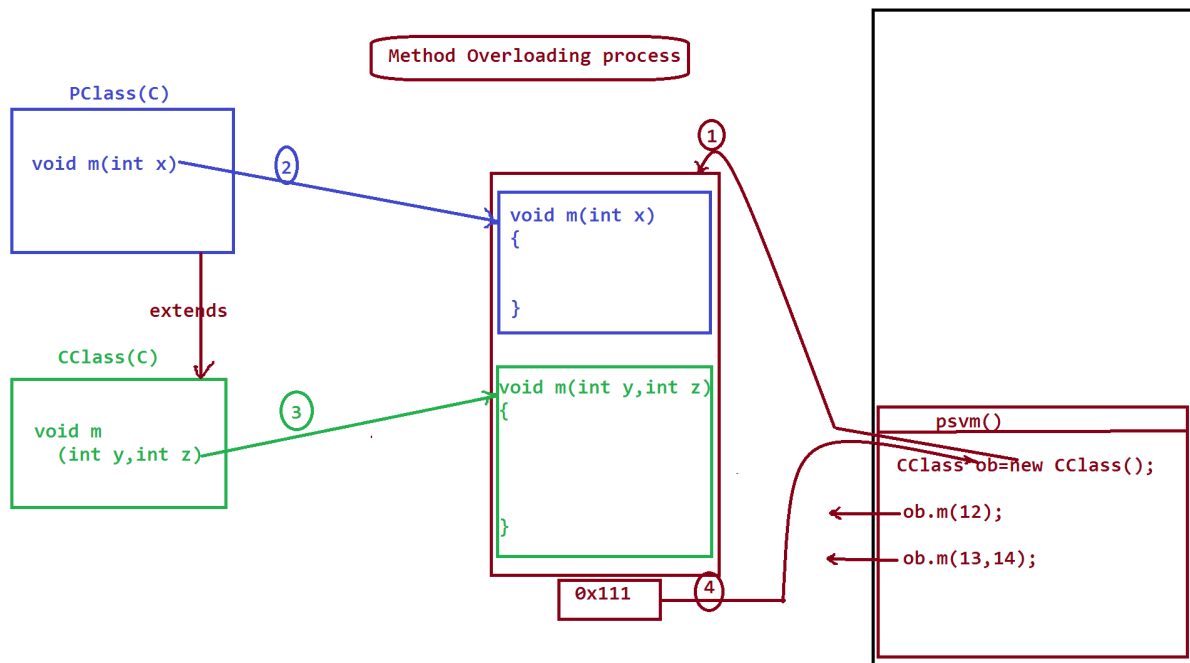 Method Overloading process
PClass(C)
void m(int x)
2
extends
CClass(C)
void m
(int y,int z)
3
1
void m(int x)
{
}
void m(int y,int z)
{
}
0x111
4
psvm()
CClass ob=new CClass();
ob.m(12);
ob.m(13,14);